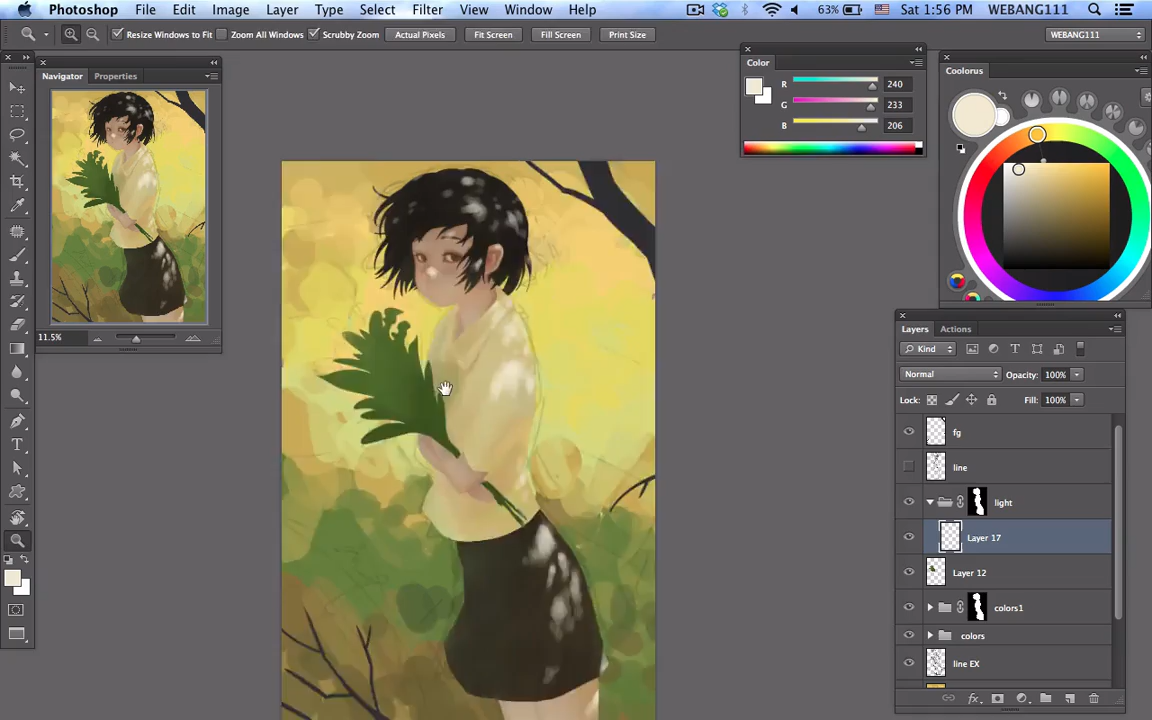 Photoshop File Edit Image Layer Type Select Filter View Window Help 63% Sat 1:56 PM WEBANG111
Resize Windows to Fit Zoom All Windows Scrubby Zoom Actual Pixels Fit Screen Fill Screen Print Size WEBANG111
Navigator Properties
11.5%
Color
R 240
G 233
B 206
Coolorus
Layers Actions
Kind
Normal Opacity: 100%
Lock: Fill: 100%
fg
line
light
Layer 17
Layer 12
colors1
colors
line EX